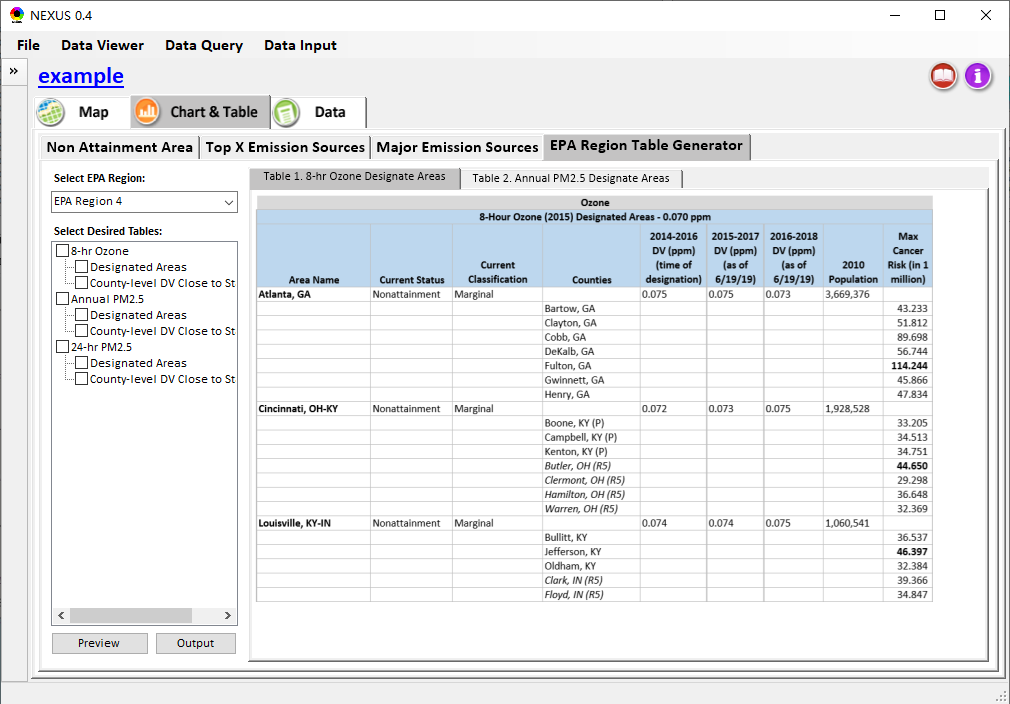 NEXUS 0.4
File Data Viewer Data Query Data Input
»
example
Map Chart & Table Data
Non Attainment Area Top X Emission Sources Major Emission Sources EPA Region Table Generator
Select EPA Region:
EPA Region 4
Select Desired Tables:
8-hr Ozone
Designated Areas
County-level DV Close to St
Annual PM2.5
Designated Areas
County-level DV Close to St
24-hr PM2.5
Designated Areas
County-level DV Close to St
Preview Output
Table 1. 8-hr Ozone Designate Areas Table 2. Annual PM2.5 Designate Areas
Ozone
8-Hour Ozone (2015) Designated Areas - 0.070 ppm
Area Name Current Status Current Classification Counties 2014-2016 DV (ppm) (time of designation) 2015-2017 DV (ppm) (as of 6/19/19) 2016-2018 DV (ppm) (as of 6/19/19) 2010 Population Max Cancer Risk (in 1 million)
Atlanta, GA Nonattainment Marginal 0.075 0.075 0.073 3,669,376
Bartow, GA 43.233
Clayton, GA 51.812
Cobb, GA 89.698
DeKalb, GA 56.744
Fulton, GA 114.244
Gwinnett, GA 45.866
Henry, GA 47.834
Cincinnati, OH-KY Nonattainment Marginal 0.072 0.073 0.075 1,928,528
Boone, KY (P) 33.205
Campbell, KY (P) 34.513
Kenton, KY (P) 34.751
Butler, OH (R5) 44.650
Clermont, OH (R5) 29.298
Hamilton, OH (R5) 36.648
Warren, OH (R5) 32.369
Louisville, KY-IN Nonattainment Marginal 0.074 0.074 0.075 1,060,541
Bullitt, KY 36.537
Jefferson, KY 46.397
Oldham, KY 32.384
Clark, IN (R5) 39.366
Floyd, IN (R5) 34.847